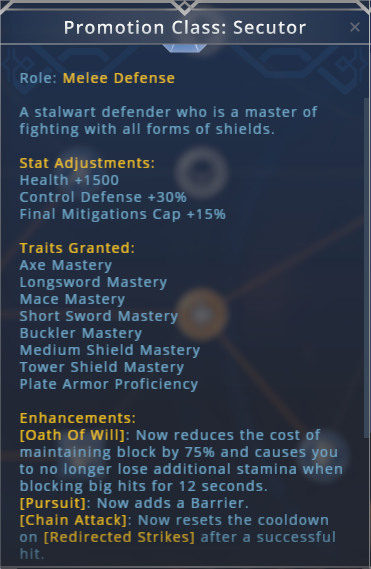 Promotion Class: Secutor
Role: Melee Defense
A stalwart defender who is a master of
fighting with all forms of shields.
Stat Adjustments:
Health +1500
Control Defense +30%
Final Mitigations Cap +15%
Traits Granted:
Axe Mastery
Longsword Mastery
Mace Mastery
Short Sword Mastery
Buckler Mastery
Medium Shield Mastery
Tower Shield Mastery
Plate Armor Proficiency
Enhancements:
[Oath Of Will]: Now reduces the cost of
maintaining block by 75% and causes you
to no longer lose additional stamina when
blocking big hits for 12 seconds.
[Pursuit]: Now adds a Barrier.
[Chain Attack]: Now resets the cooldown
on [Redirected Strikes] after a successful
hit.